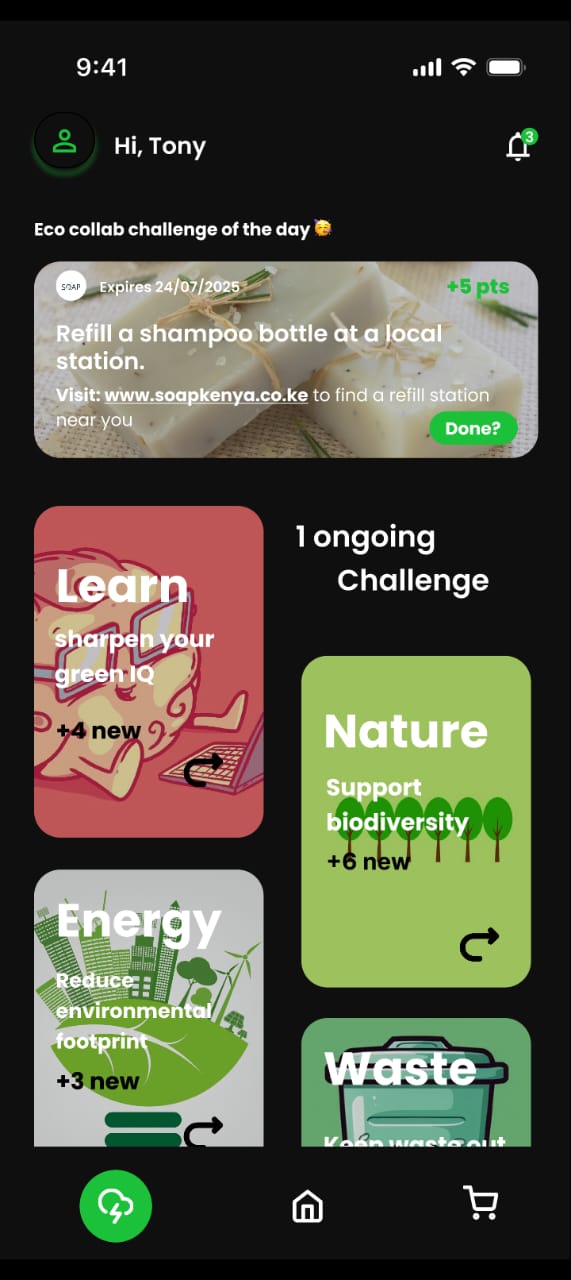 9:41
Hi, Tony
3
Eco collab challenge of the day 🥳
SOAP
Expires 24/07/2025
+5 pts
Refill a shampoo bottle at a local
station.
Visit: www.soapkenya.co.ke to find a refill station
near you
Done?
1 ongoing
Challenge
Learn
sharpen your
green IQ
+4 new
Nature
Support
biodiversity
+6 new
Energy
Reduce
environmental
footprint
+3 new
Waste
Keep waste out